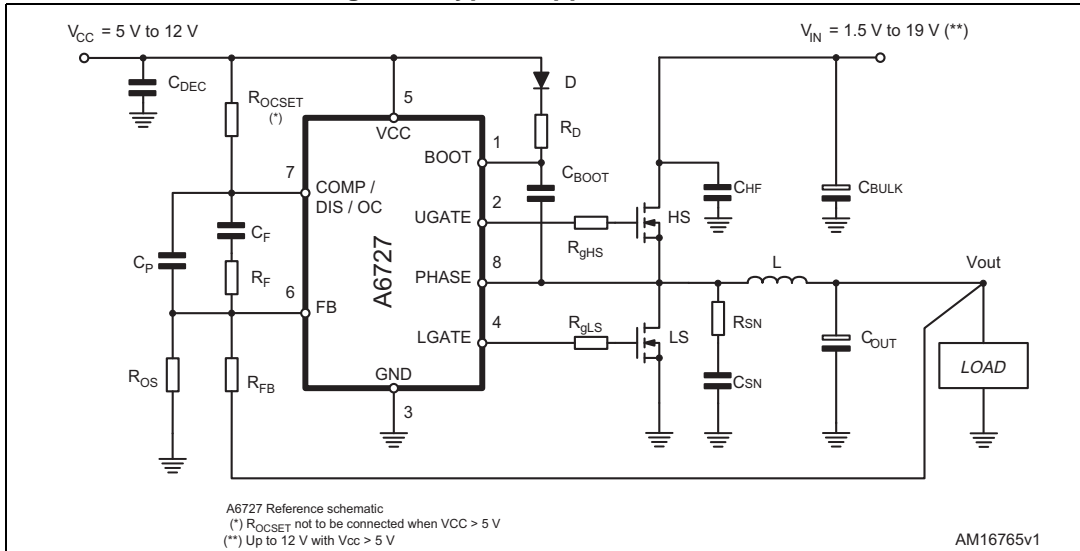 V_CC = 5 V to 12 V
V_IN = 1.5 V to 19 V (**)
C_DEC
R_OCSET
(*)
D
R_D
5
VCC
1
BOOT
C_BOOT
7
COMP /
DIS / OC
2
UGATE
R_gHS
HS
C_HF
C_BULK
C_F
C_P
R_F
A6727
8
PHASE
L
Vout
6
FB
4
LGATE
R_gLS
LS
R_SN
C_OUT
R_OS
R_FB
GND
3
C_SN
LOAD
A6727 Reference schematic
(*) R_OCSET not to be connected when VCC > 5 V
(**) Up to 12 V with Vcc > 5 V
AM16765v1